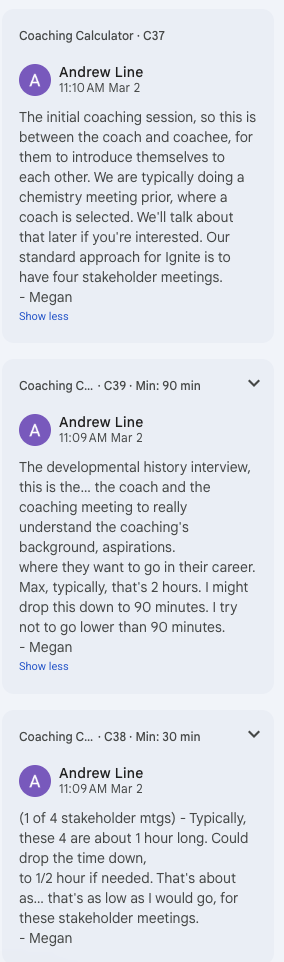 Coaching Calculator · C37
A
Andrew Line
11:10 AM Mar 2
The initial coaching session, so this is
between the coach and coachee, for
them to introduce themselves to
each other. We are typically doing a
chemistry meeting prior, where a
coach is selected. We'll talk about
that later if you're interested. Our
standard approach for Ignite is to
have four stakeholder meetings.
- Megan
Show less
Coaching C... · C39 · Min: 90 min
A
Andrew Line
11:09 AM Mar 2
The developmental history interview,
this is the... the coach and the
coaching meeting to really
understand the coaching's
background, aspirations.
where they want to go in their career.
Max, typically, that's 2 hours. I might
drop this down to 90 minutes. I try
not to go lower than 90 minutes.
- Megan
Show less
Coaching C... · C38 · Min: 30 min
A
Andrew Line
11:09 AM Mar 2
(1 of 4 stakeholder mtgs) - Typically,
these 4 are about 1 hour long. Could
drop the time down,
to 1/2 hour if needed. That's about
as... that's as low as I would go, for
these stakeholder meetings.
- Megan